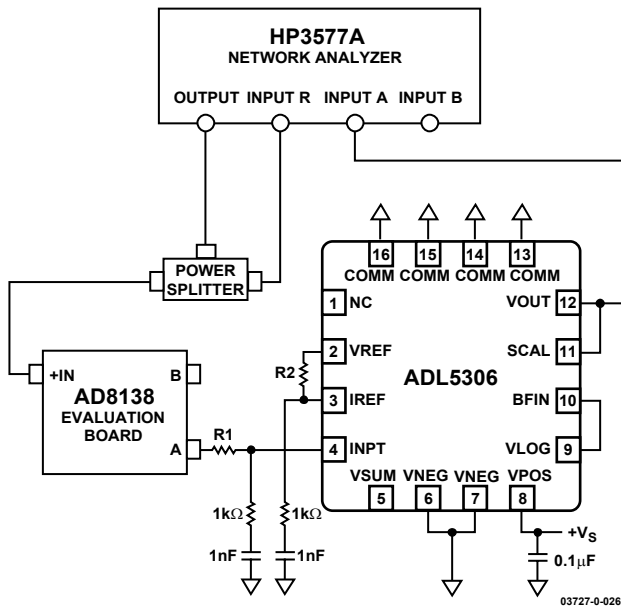 HP3577A
NETWORK ANALYZER
OUTPUT INPUT R INPUT A INPUT B
POWER
SPLITTER
16 15 14 13
COMM COMM COMM COMM
1 NC
VOUT 12
2 VREF
SCAL 11
R2
ADL5306
3 IREF
BFIN 10
4 INPT
VLOG 9
VSUM VNEG VNEG VPOS
5 6 7 8
+IN
B
AD8138
EVALUATION
BOARD
A
R1
1kΩ 1kΩ
1nF 1nF
+VS
0.1µF
03727-0-026